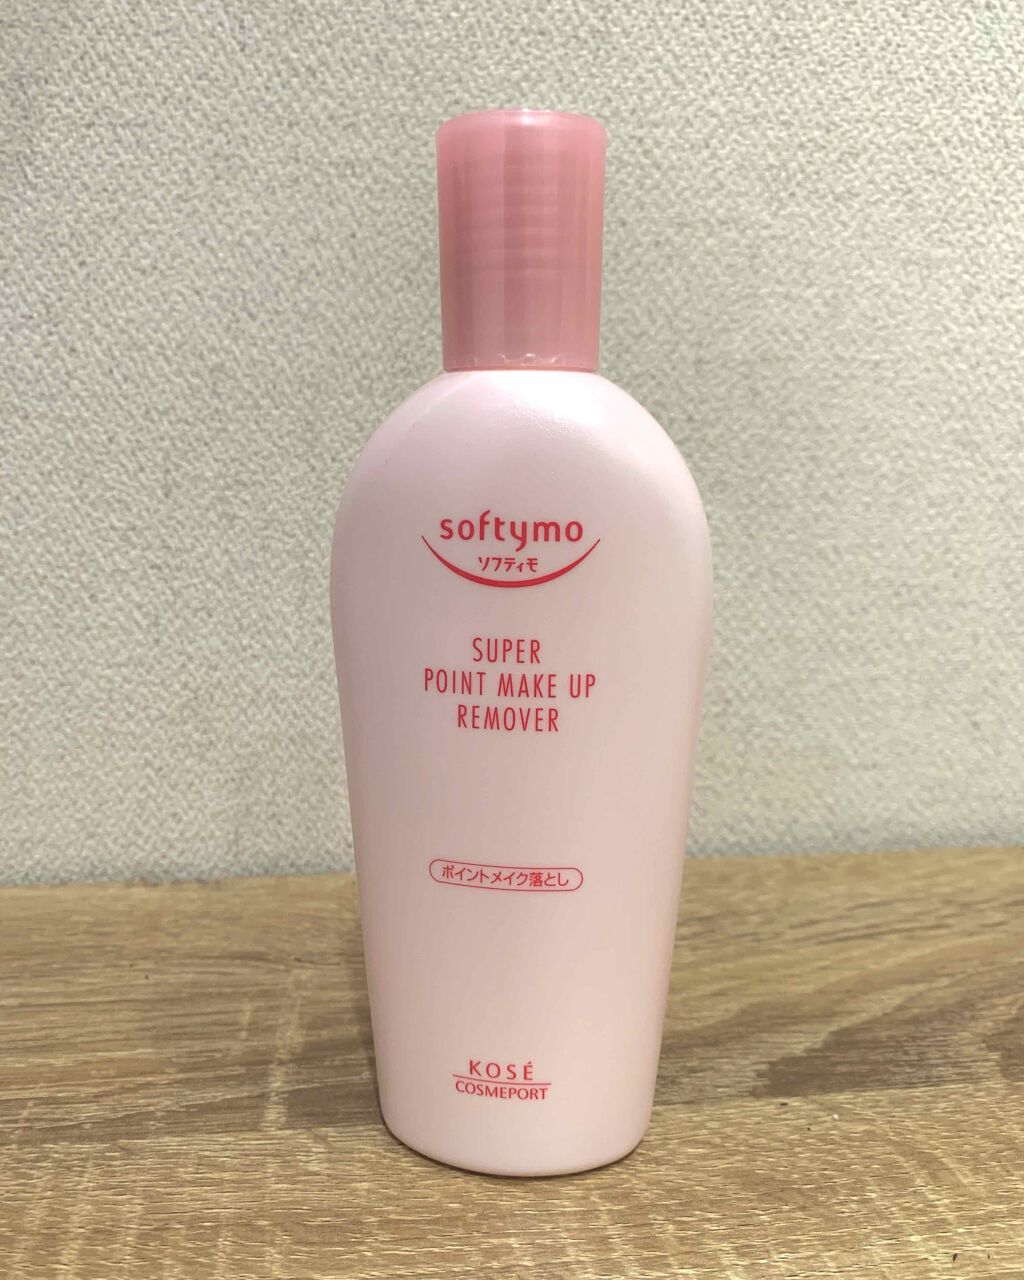 softymo
ソフティモ
SUPER
POINT MAKE UP
REMOVER
ポイントメイク落とし
KOSÉ
COSMEPORT